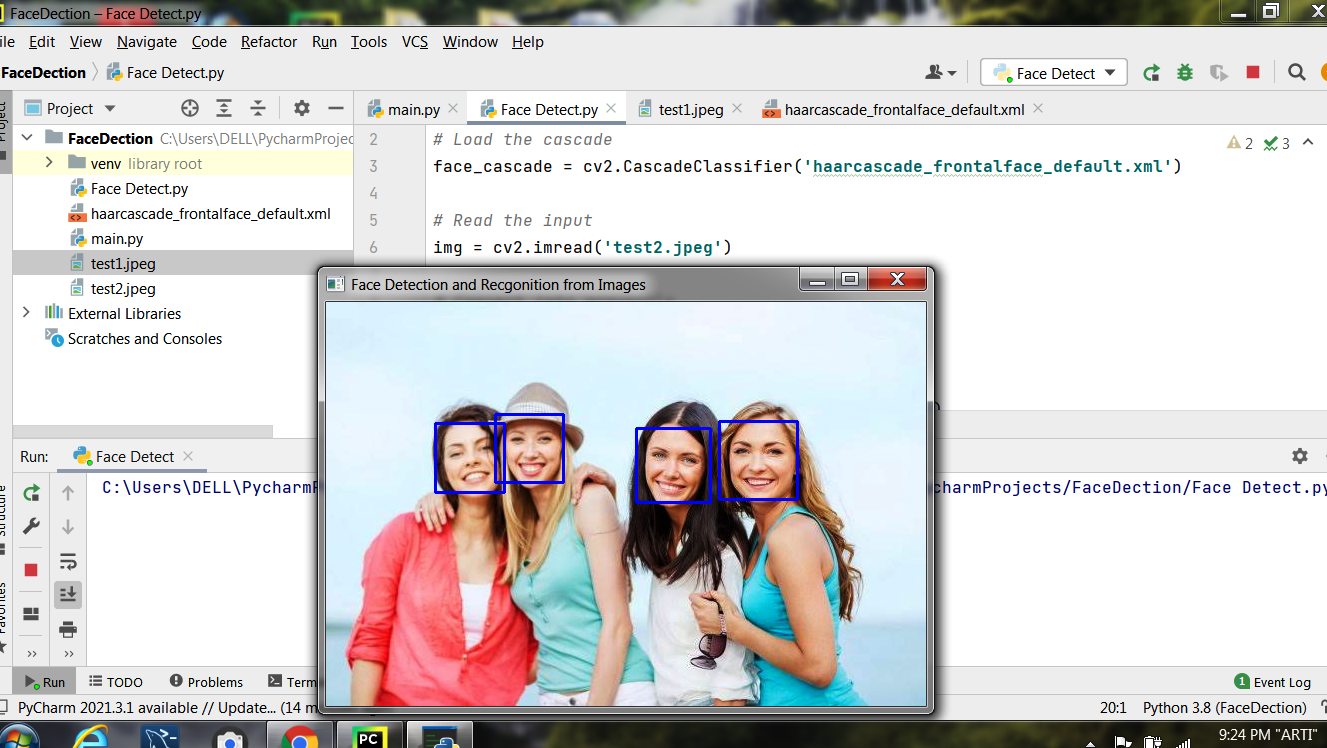 FaceDection – Face Detect.py
ile Edit View Navigate Code Refactor Run Tools VCS Window Help
FaceDection Face Detect.py
Face Detect
Project
Project
main.py
Face Detect.py
test1.jpeg
haarcascade_frontalface_default.xml
FaceDection C:\Users\DELL\PycharmProjec
venv library root
Face Detect.py
haarcascade_frontalface_default.xml
main.py
test1.jpeg
test2.jpeg
External Libraries
Scratches and Consoles
2 # Load the cascade
2 3
3 face_cascade = cv2.CascadeClassifier('haarcascade_frontalface_default.xml')
4
5 # Read the input
6 img = cv2.imread('test2.jpeg')
Face Detection and Recgonition from Images
Run: Face Detect
C:\Users\DELL\PycharmP
charmProjects/FaceDection/Face Detect.py
Structure
Favorites
Run TODO Problems Term
1 Event Log
PyCharm 2021.3.1 available // Update... (14 m
20:1 Python 3.8 (FaceDection)
PC
9:24 PM "ARTI"